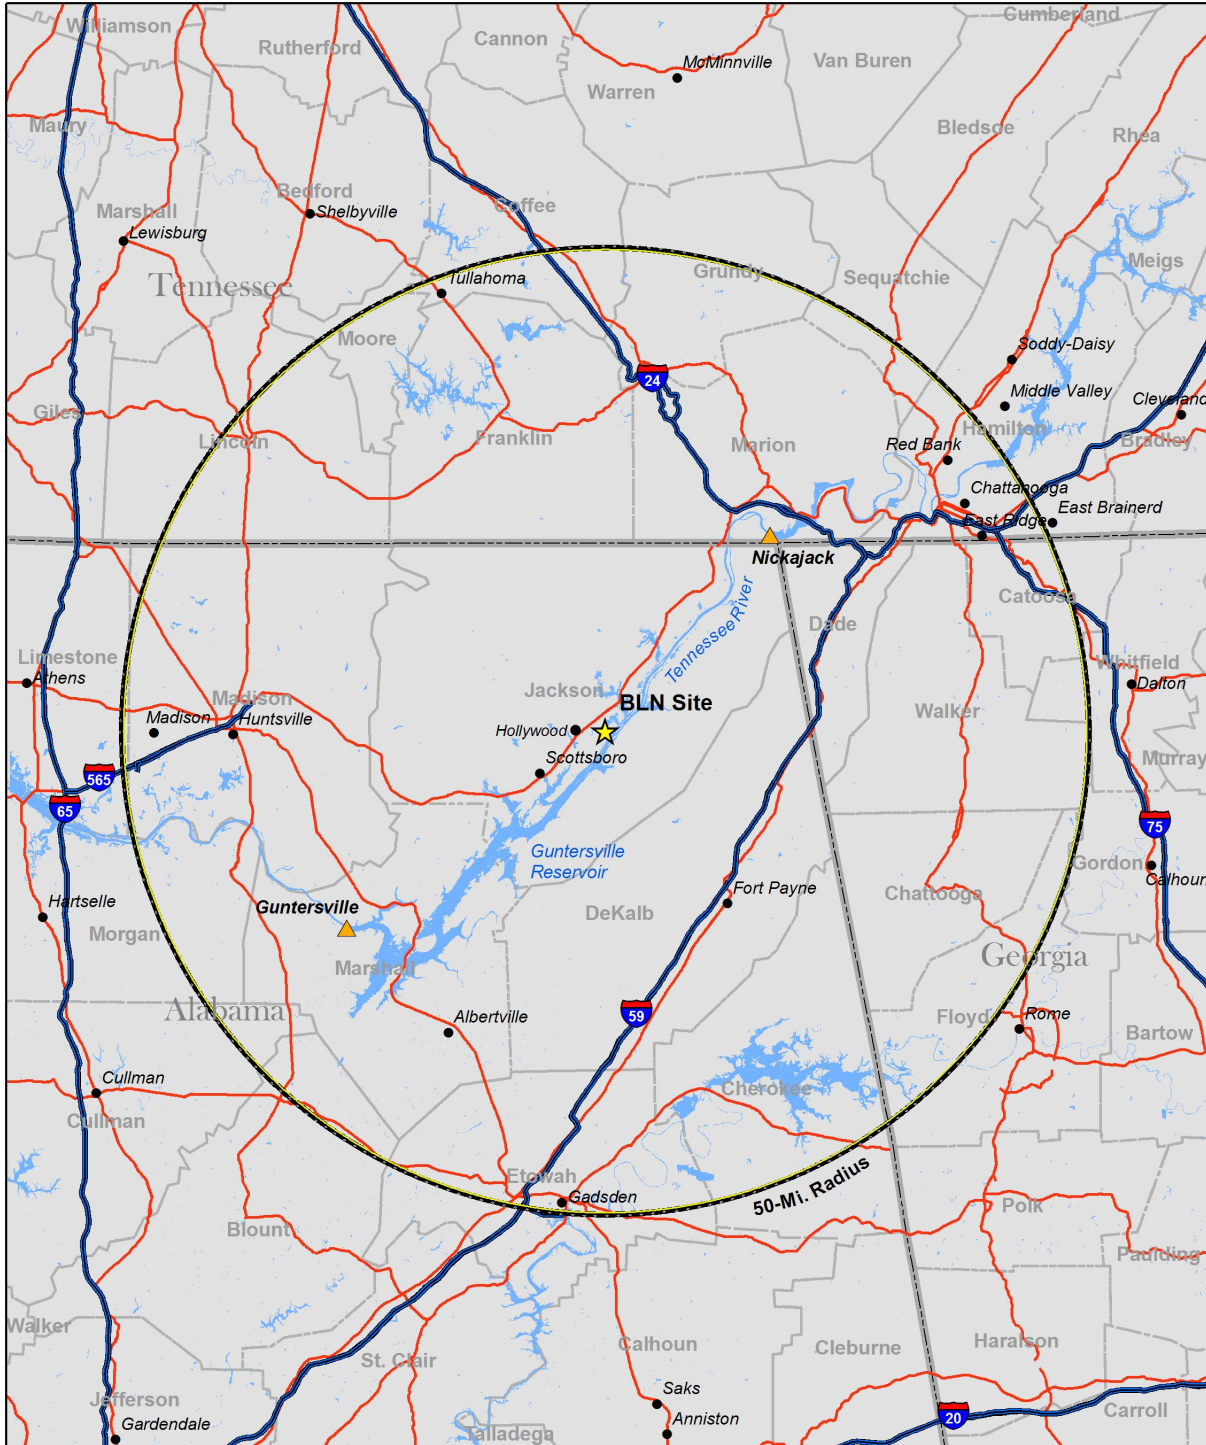 Williamson
Rutherford
Cannon
Cumberland
McMinnville
Van Buren
Warren
Maury
Bledsoe
Rhea
Bedford
Marshall
Shelbyville
Coffee
Lewisburg
Meigs
Tennessee
Tullahoma
Grundy
Sequatchie
Moore
Soddy-Daisy
24
Middle Valley
Cleveland
Giles
Lincoln
Franklin
Marion
Hamilton
Bradley
Red Bank
Chattanooga
East Brainerd
East Ridge
Nickajack
Catoosa
Tennessee River
Dade
Limestone
Athens
Whitfield
Dalton
Jackson
Madison
BLN Site
Walker
Madison
Huntsville
Hollywood
Scottsboro
Murray
565
65
75
Guntersville
Reservoir
Gordon
Calhoun
Fort Payne
Chattooga
Hartselle
Guntersville
DeKalb
Morgan
Georgia
Marshall
Alabama
59
Albertville
Floyd
Rome
Bartow
Cullman
Cherokee
Cullman
Etowah
50-Mi. Radius
Gadsden
Polk
Blount
Paulding
Walker
Calhoun
Cleburne
Haralson
St. Clair
Saks
Jefferson
Gardendale
Anniston
20
Carroll
Talladega